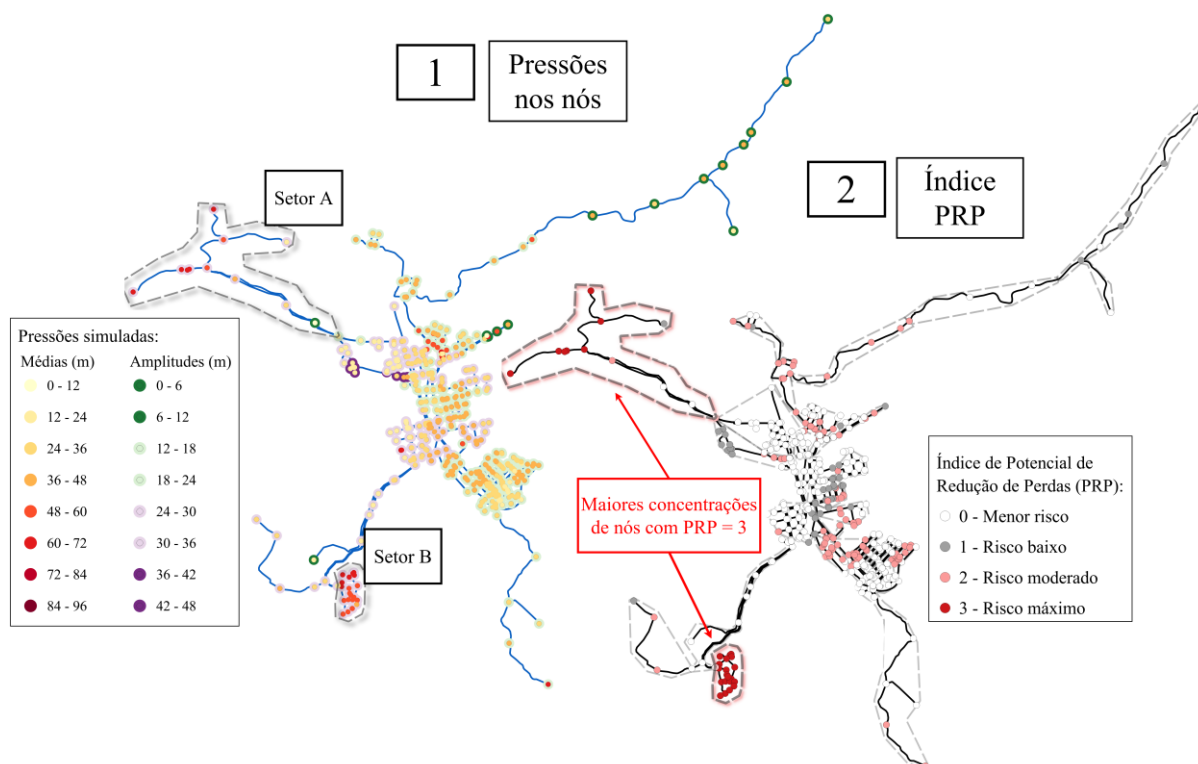 1
Pressões
nos nós
2
Índice
PRP
Setor A
Pressões simuladas:
Médias (m)
Amplitudes (m)
0 - 12
0 - 6
12 - 24
6 - 12
24 - 36
12 - 18
36 - 48
18 - 24
48 - 60
24 - 30
60 - 72
30 - 36
72 - 84
36 - 42
84 - 96
42 - 48
Setor B
Maiores concentrações
de nós com PRP = 3
Índice de Potencial de
Redução de Perdas (PRP):
0 - Menor risco
1 - Risco baixo
2 - Risco moderado
3 - Risco máximo